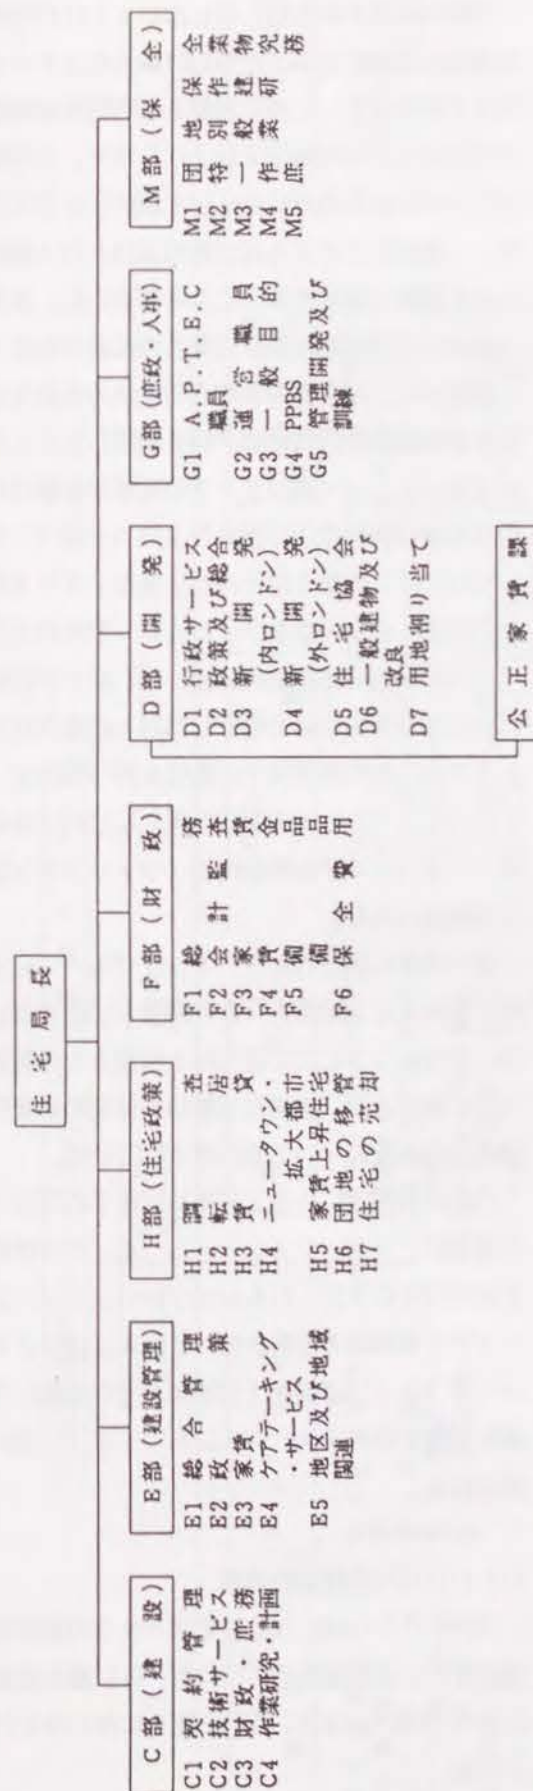 住宅局長
C部(建設)
C1 契約管理
C2 技術サービス
C3 財政・庶務
C4 作業研究・計画
E部(建設管理)
E1 総合管理
E2 政策
E3 家賃
E4 ケアテーキング
・サービス
E5 地区及び地域
関連
H部(住宅政策)
H1 調査
H2 転居
H3 賃貸
H4 ニュータウン・
拡大都市
H5 家賃上昇住宅
H6 団地の移管
H7 住宅の売却
F部(財政)
F1 総務
F2 会計監査
F3 家賃
F4 賃金
F5 備品
備品
F6 保全費用
D部(開発)
D1 行政サービス
D2 政策及び総合
D3 新開発
(内ロンドン)
D4 新開発
(外ロンドン)
D5 住宅協会
D6 一般建物及び
改良
D7 用地割り当て
公正家賃課
G部(庶政・人事)
G1 A.P.T.E.C
職員
G2 運営職員
G3 一般目的
G4 PPBS
G5 管理開発及び
訓練
M部(保全)
M1 団地保全
M2 特別作業
M3 一般建物
M4 作業研究
M5 庶務